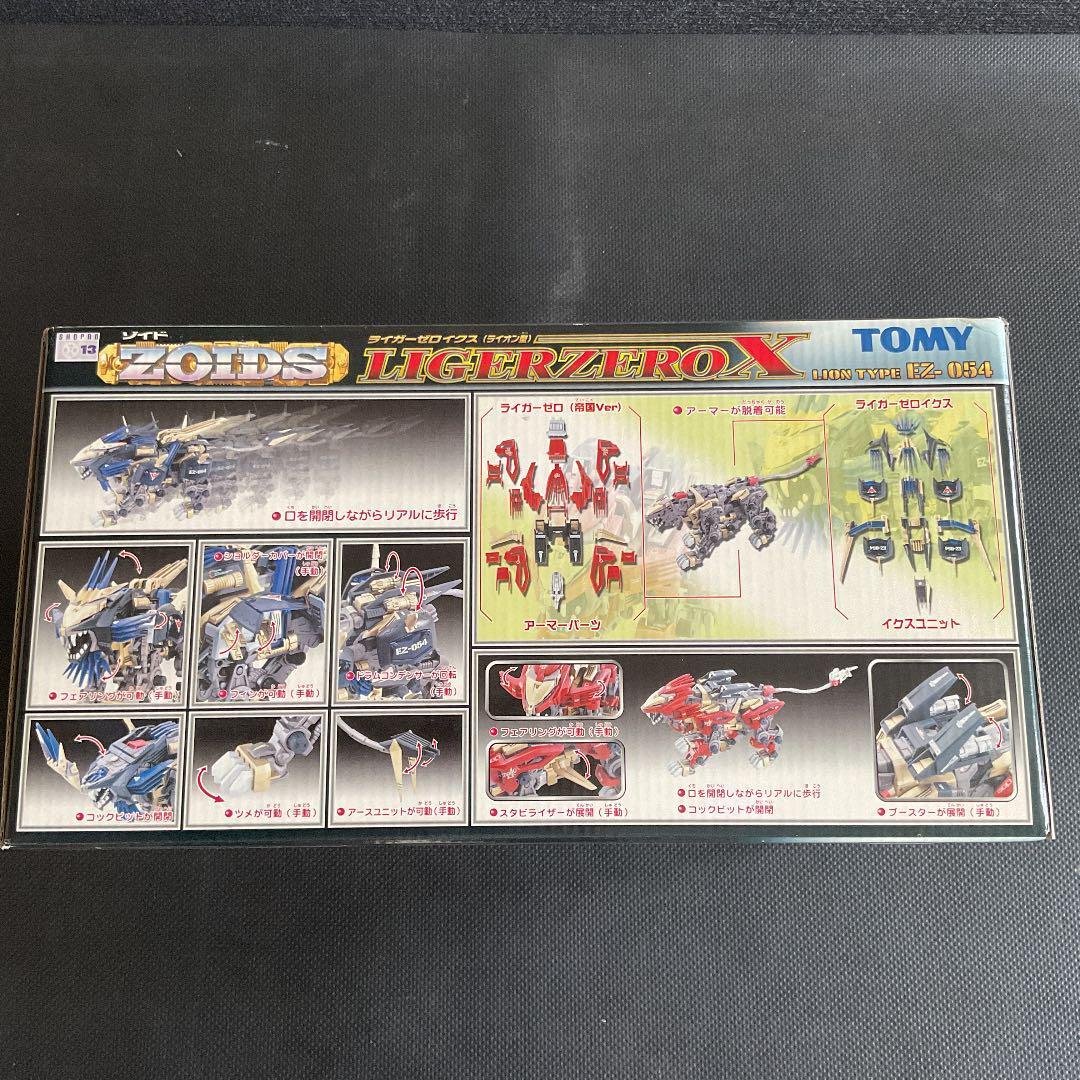 SHOPRO
13
ゾイド
ZOIDS
ライガーゼロイクス(ライオン型)
LIGERZERO X
TOMY
LION TYPE EZ-054
EZ-054
●口を開閉しながらリアルに歩行
●フェアリングが可動(手動)
●ショルダーカバーが開閉
(手動)
●フィンが可動(手動)
EZ-054
●ドラムコンデンサーが回転
(手動)
●コックピットが開閉
●ツメが可動(手動)
●アースユニットが可動(手動)
ライガーゼロ(帝国Ver)
●アーマーが脱着可能
ライガーゼロイクス
アーマーパーツ
イクスユニット
●フェアリングが可動(手動)
●スタビライザーが展開(手動)
●口を開閉しながらリアルに歩行
●コックピットが開閉
●ブースターが展開(手動)